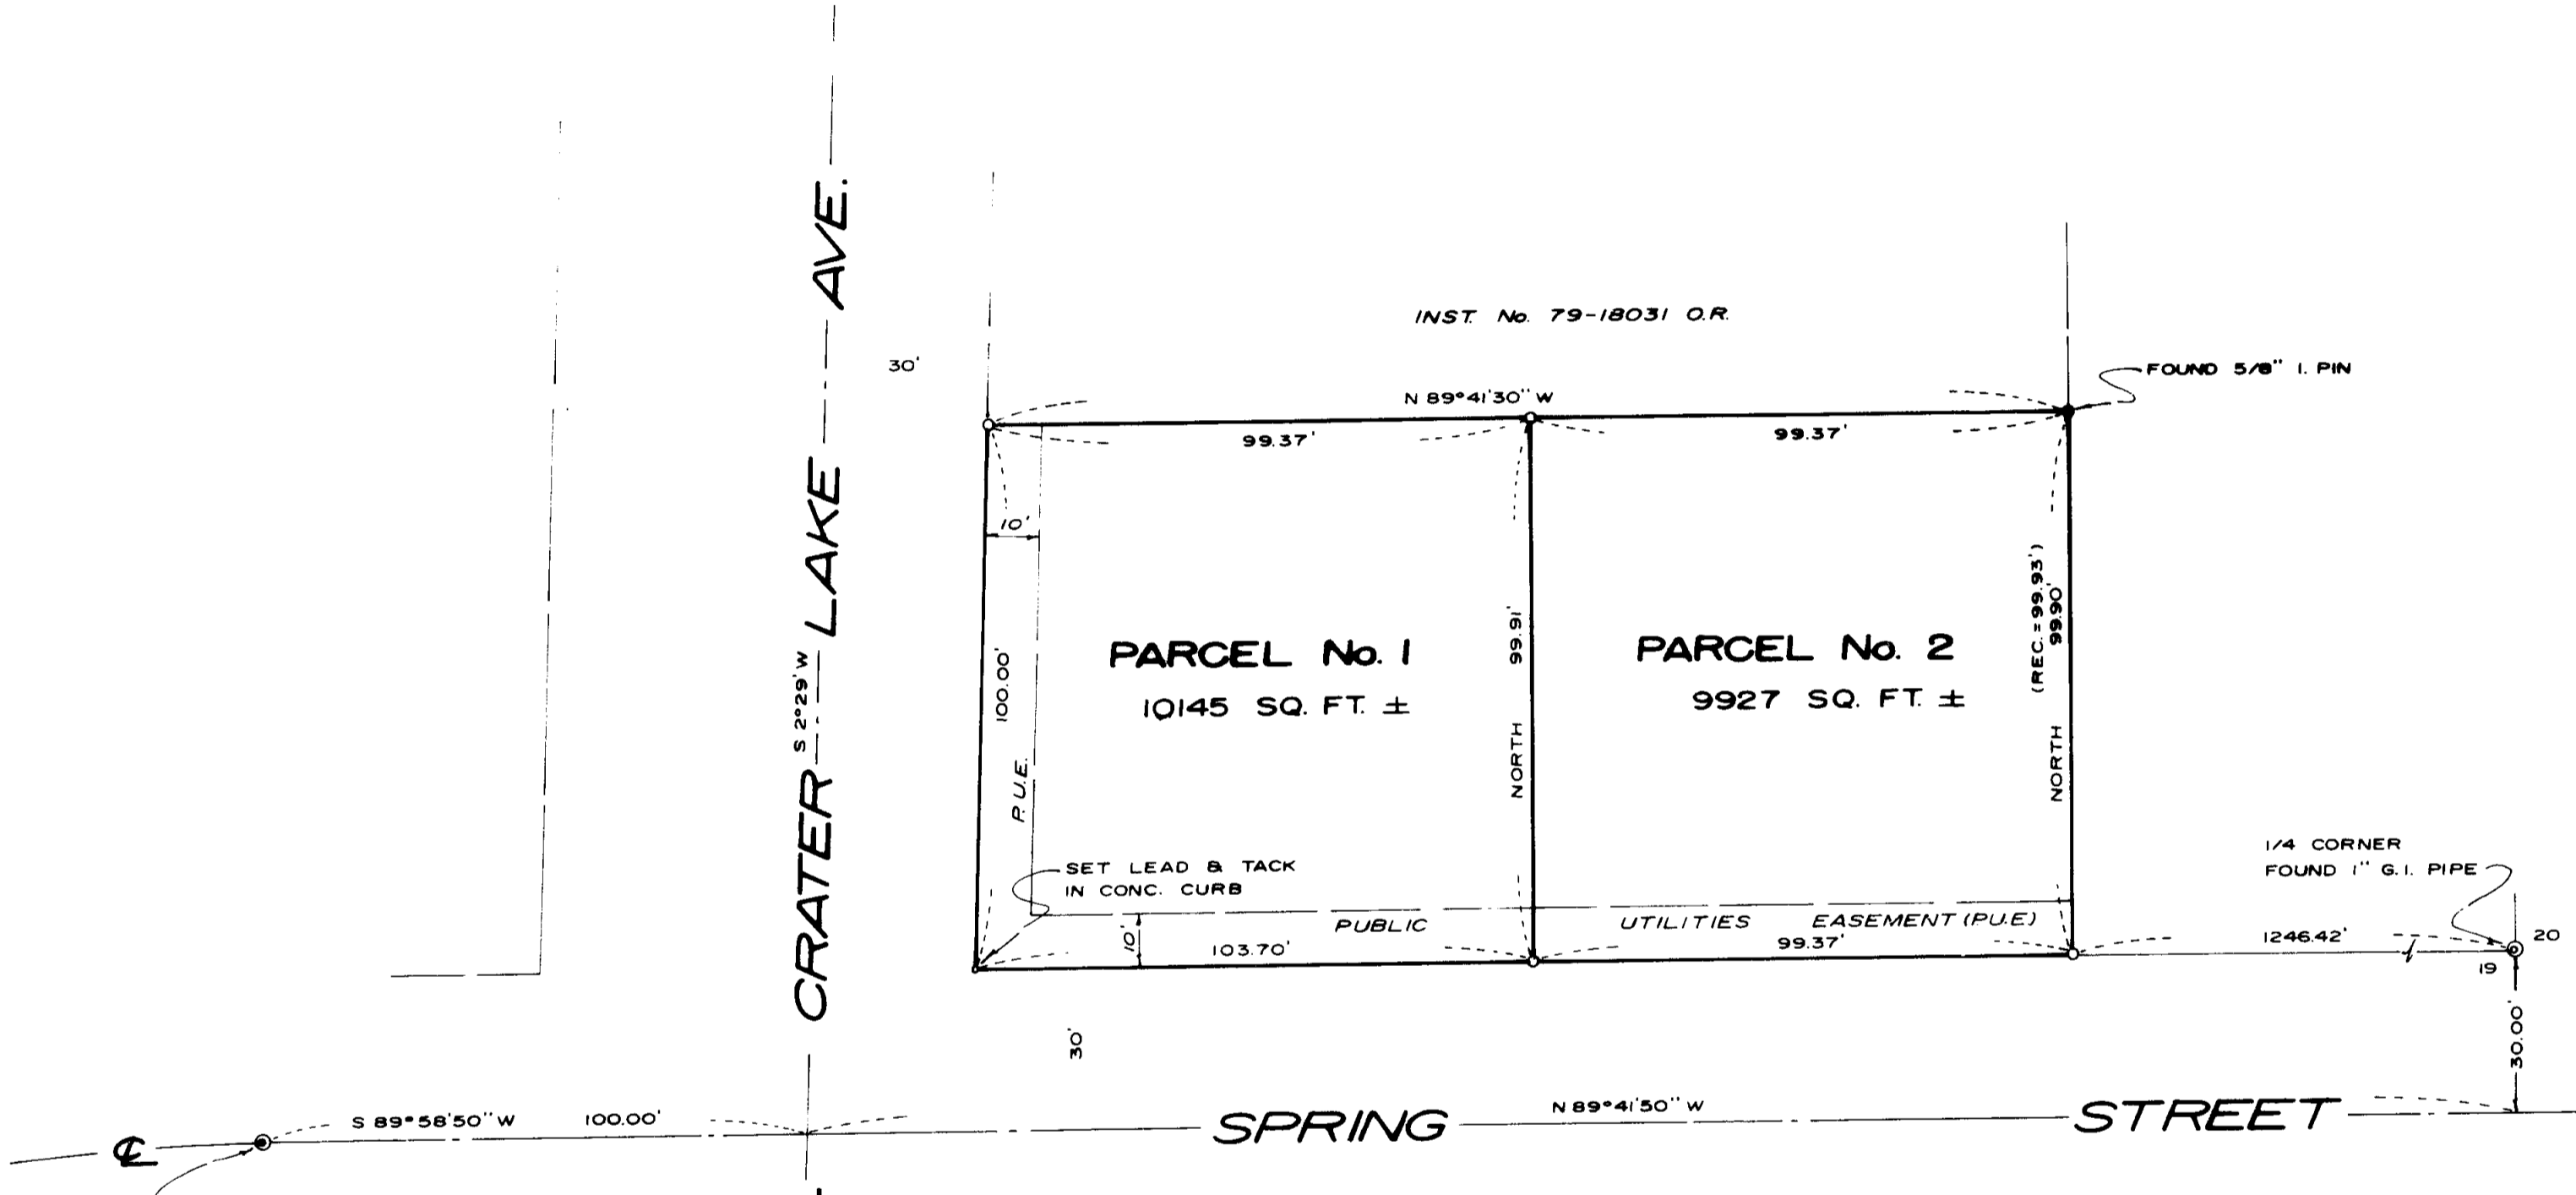 CRATER LAKE AVE.
S 2°29' W
30'
INST. No. 79-18031 O.R.
FOUND 5/8" I. PIN
N 89°41'30" W
99.37'
99.37'
10'
100.00'
P.U.E.
PARCEL No. 1
10145 SQ. FT. ±
NORTH 99.91'
PARCEL No. 2
9927 SQ. FT. ±
(REC. = 99.93')
NORTH 99.90'
SET LEAD & TACK
IN CONC. CURB
1/4 CORNER
FOUND 1" G.I. PIPE
PUBLIC UTILITIES EASEMENT (P.U.E)
10'
103.70'
99.37'
1246.42'
20
19
30'
30.00'
℄
S 89°58'50" W 100.00'
SPRING STREET
N 89°41'50" W